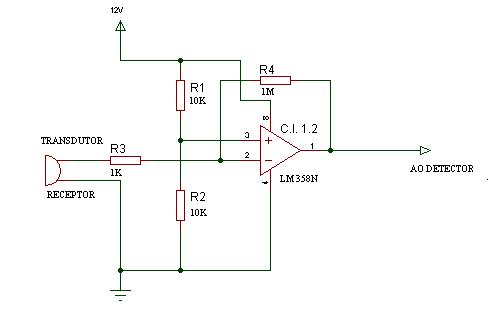 12V
R1
10K
R4
1M
8
C.I. 1.2
3
1
2
TRANSDUTOR
R3
1K
4
LM358N
AO DETECTOR
RECEPTOR
R2
10K